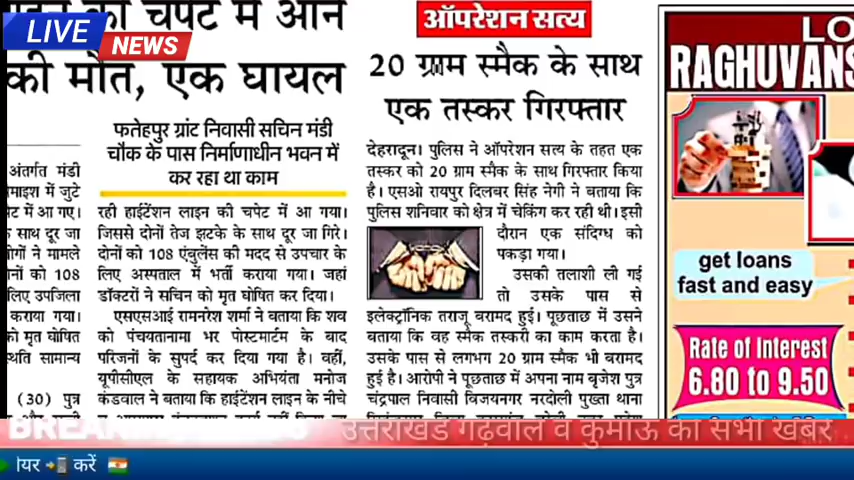 LIVE
NEWS
की चपेट में आने
की मौत, एक घायल
फतेहपुर ग्रांट निवासी सचिन मंडी
चौक के पास निर्माणाधीन भवन में
कर रहा था काम
अंतर्गत मंडी
में जुटे
में आ गए।
साथ दूर जा
ने मामले
को 108
लिए उपजिला
कराया गया।
को मृत घोषित
सामान्य
(30) पुत्र
रही हाईटेंशन लाइन की चपेट में आ गया।
जिससे दोनों तेज झटके के साथ दूर जा गिरे।
दोनों को 108 एंबुलेंस की मदद से उपचार के
लिए अस्पताल में भर्ती कराया गया। जहां
डॉक्टरों ने सचिन को मृत घोषित कर दिया।
एसएसआई रामनरेश शर्मा ने बताया कि शव
को पंचयतानामा भर पोस्टमार्टम के बाद
परिजनों के सुपर्द कर दिया गया है। वहीं,
यूपीसीएल के सहायक अभियंता मनोज
कंडवाल ने बताया कि हाईटेंशन लाइन के नीचे
ऑपरेशन सत्य
20 ग्राम स्मैक के साथ
एक तस्कर गिरफ्तार
देहरादून। पुलिस ने ऑपरेशन सत्य के तहत एक
तस्कर को 20 ग्राम स्मैक के साथ गिरफ्तार किया
है। एसओ रायपुर दिलबर सिंह नेगी ने बताया कि
पुलिस शनिवार को क्षेत्र में चेकिंग कर रही थी। इसी
दौरान एक संदिग्ध को
पकड़ा गया।
उसकी तलाशी ली गई
तो उसके पास से
इलेक्ट्रॉनिक तराजू बरामद हुई। पूछताछ में उसने
बताया कि वह स्मैक तस्करी का काम करता है।
उसके पास से लगभग 20 ग्राम स्मैक भी बरामद
हुई है। आरोपी ने पूछताछ में अपना नाम बृजेश पुत्र
चंद्रपाल निवासी विजयनगर नरदोली पुख्ता थाना
LO
RAGHUVANS
get loans
fast and easy
Rate of Interest
6.80 to 9.50
उत्तराखंड गढ़वाल व कुमाऊं की सभी खबर
यर 📲 करें 🇮🇳